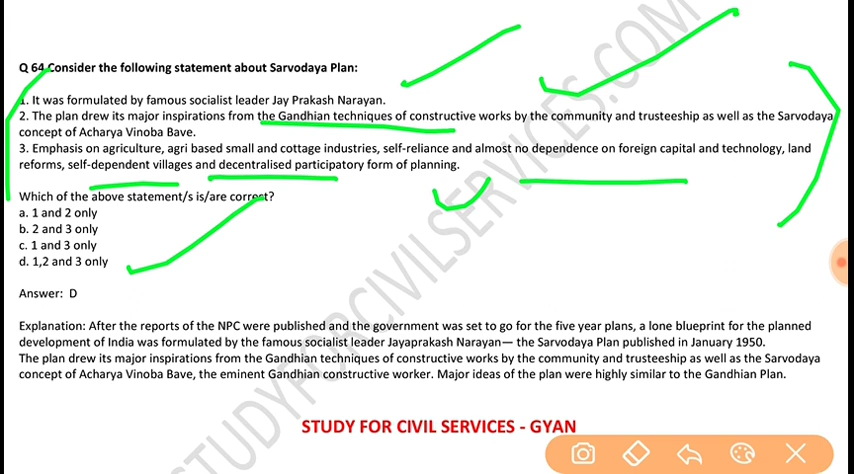 Q 64 Consider the following statement about Sarvodaya Plan:
1. It was formulated by famous socialist leader Jay Prakash Narayan.
2. The plan drew its major inspirations from the Gandhian techniques of constructive works by the community and trusteeship as well as the Sarvodaya
concept of Acharya Vinoba Bave.
3. Emphasis on agriculture, agri based small and cottage industries, self-reliance and almost no dependence on foreign capital and technology, land
reforms, self-dependent villages and decentralised participatory form of planning.
Which of the above statement/s is/are correct?
a. 1 and 2 only
b. 2 and 3 only
c. 1 and 3 only
d. 1,2 and 3 only
Answer: D
Explanation: After the reports of the NPC were published and the government was set to go for the five year plans, a lone blueprint for the planned
development of India was formulated by the famous socialist leader Jayaprakash Narayan— the Sarvodaya Plan published in January 1950.
The plan drew its major inspirations from the Gandhian techniques of constructive works by the community and trusteeship as well as the Sarvodaya
concept of Acharya Vinoba Bave, the eminent Gandhian constructive worker. Major ideas of the plan were highly similar to the Gandhian Plan.
STUDY FOR CIVIL SERVICES - GYAN
STUDYFORCIVILSERVICES.COM